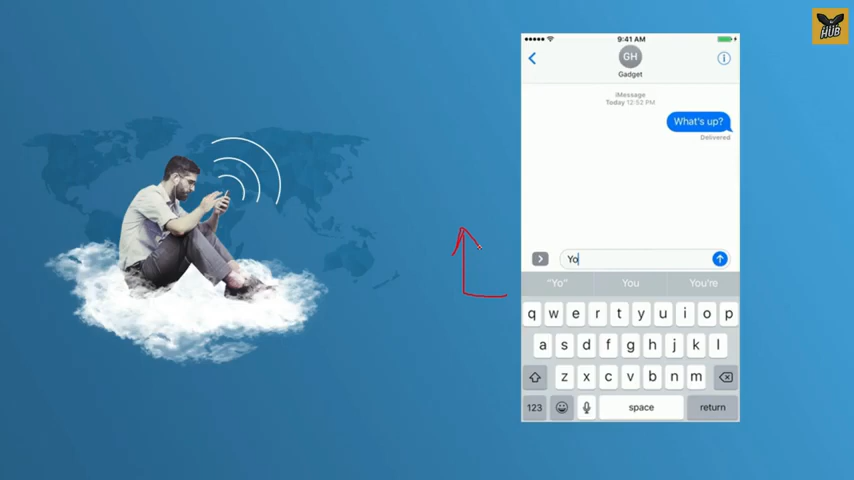 HUB
9:41 AM
GH
Gadget
iMessage
Today 12:52 PM
What's up?
Delivered
Yo
"Yo" You You're
q w e r t y u i o p
a s d f g h j k l
z x c v b n m
123 space return